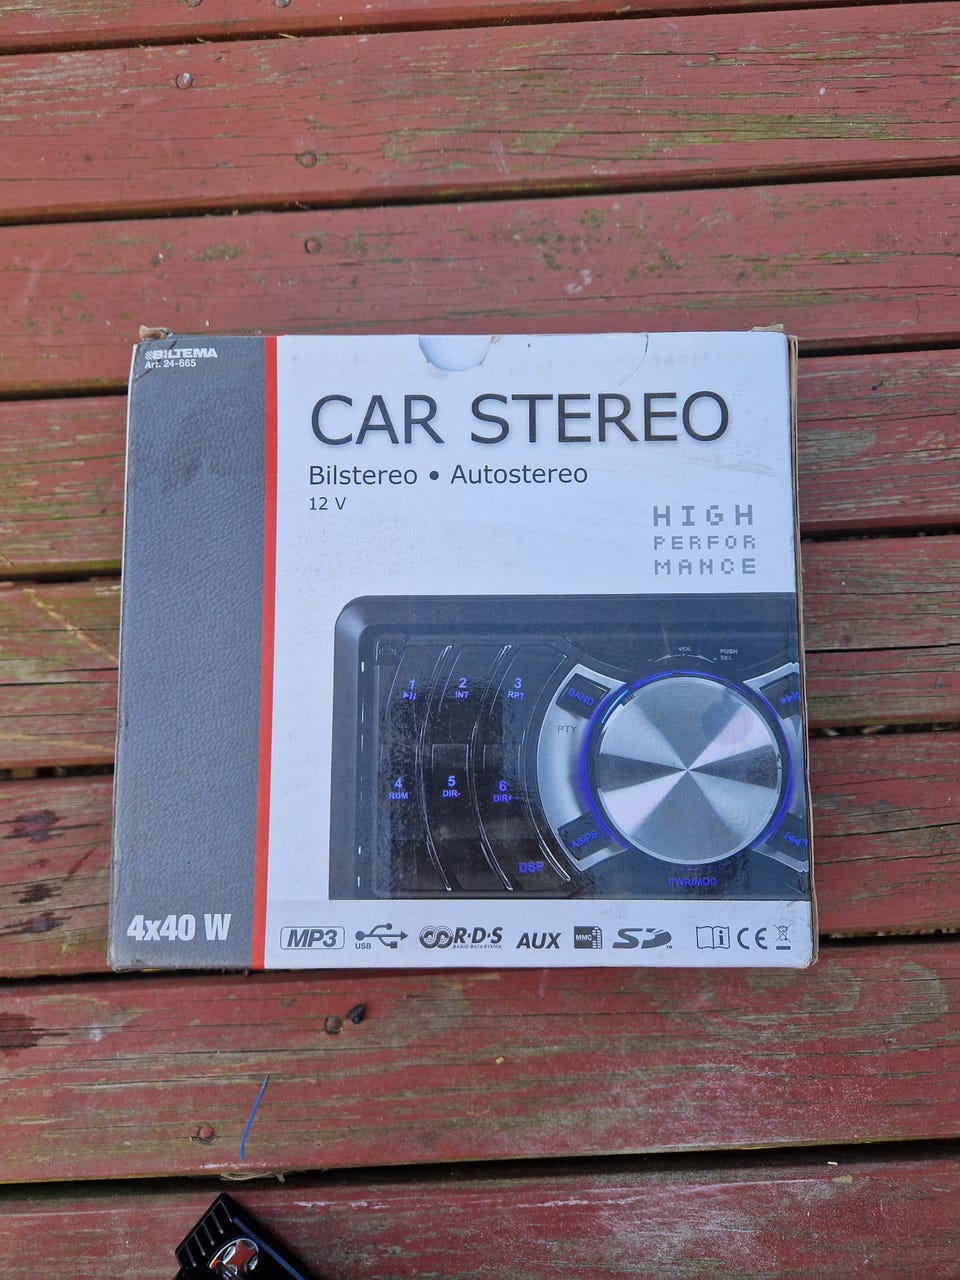 BILTEMA
Art. 24-665
CAR STEREO
Bilstereo • Autostereo
12 V
HIGH
PERFOR
MANCE
VOL
PUSH
SEL
1
2
INT
3
RPT
BAND
PTY
4
RDM
5
DIR-
6
DIR+
AS/PS
DSP
PWR/MOD
4x40 W
MP3
USB
R·D·S
RADIO DATA SYSTEM
AUX
MMC
SD
TM
i
CE